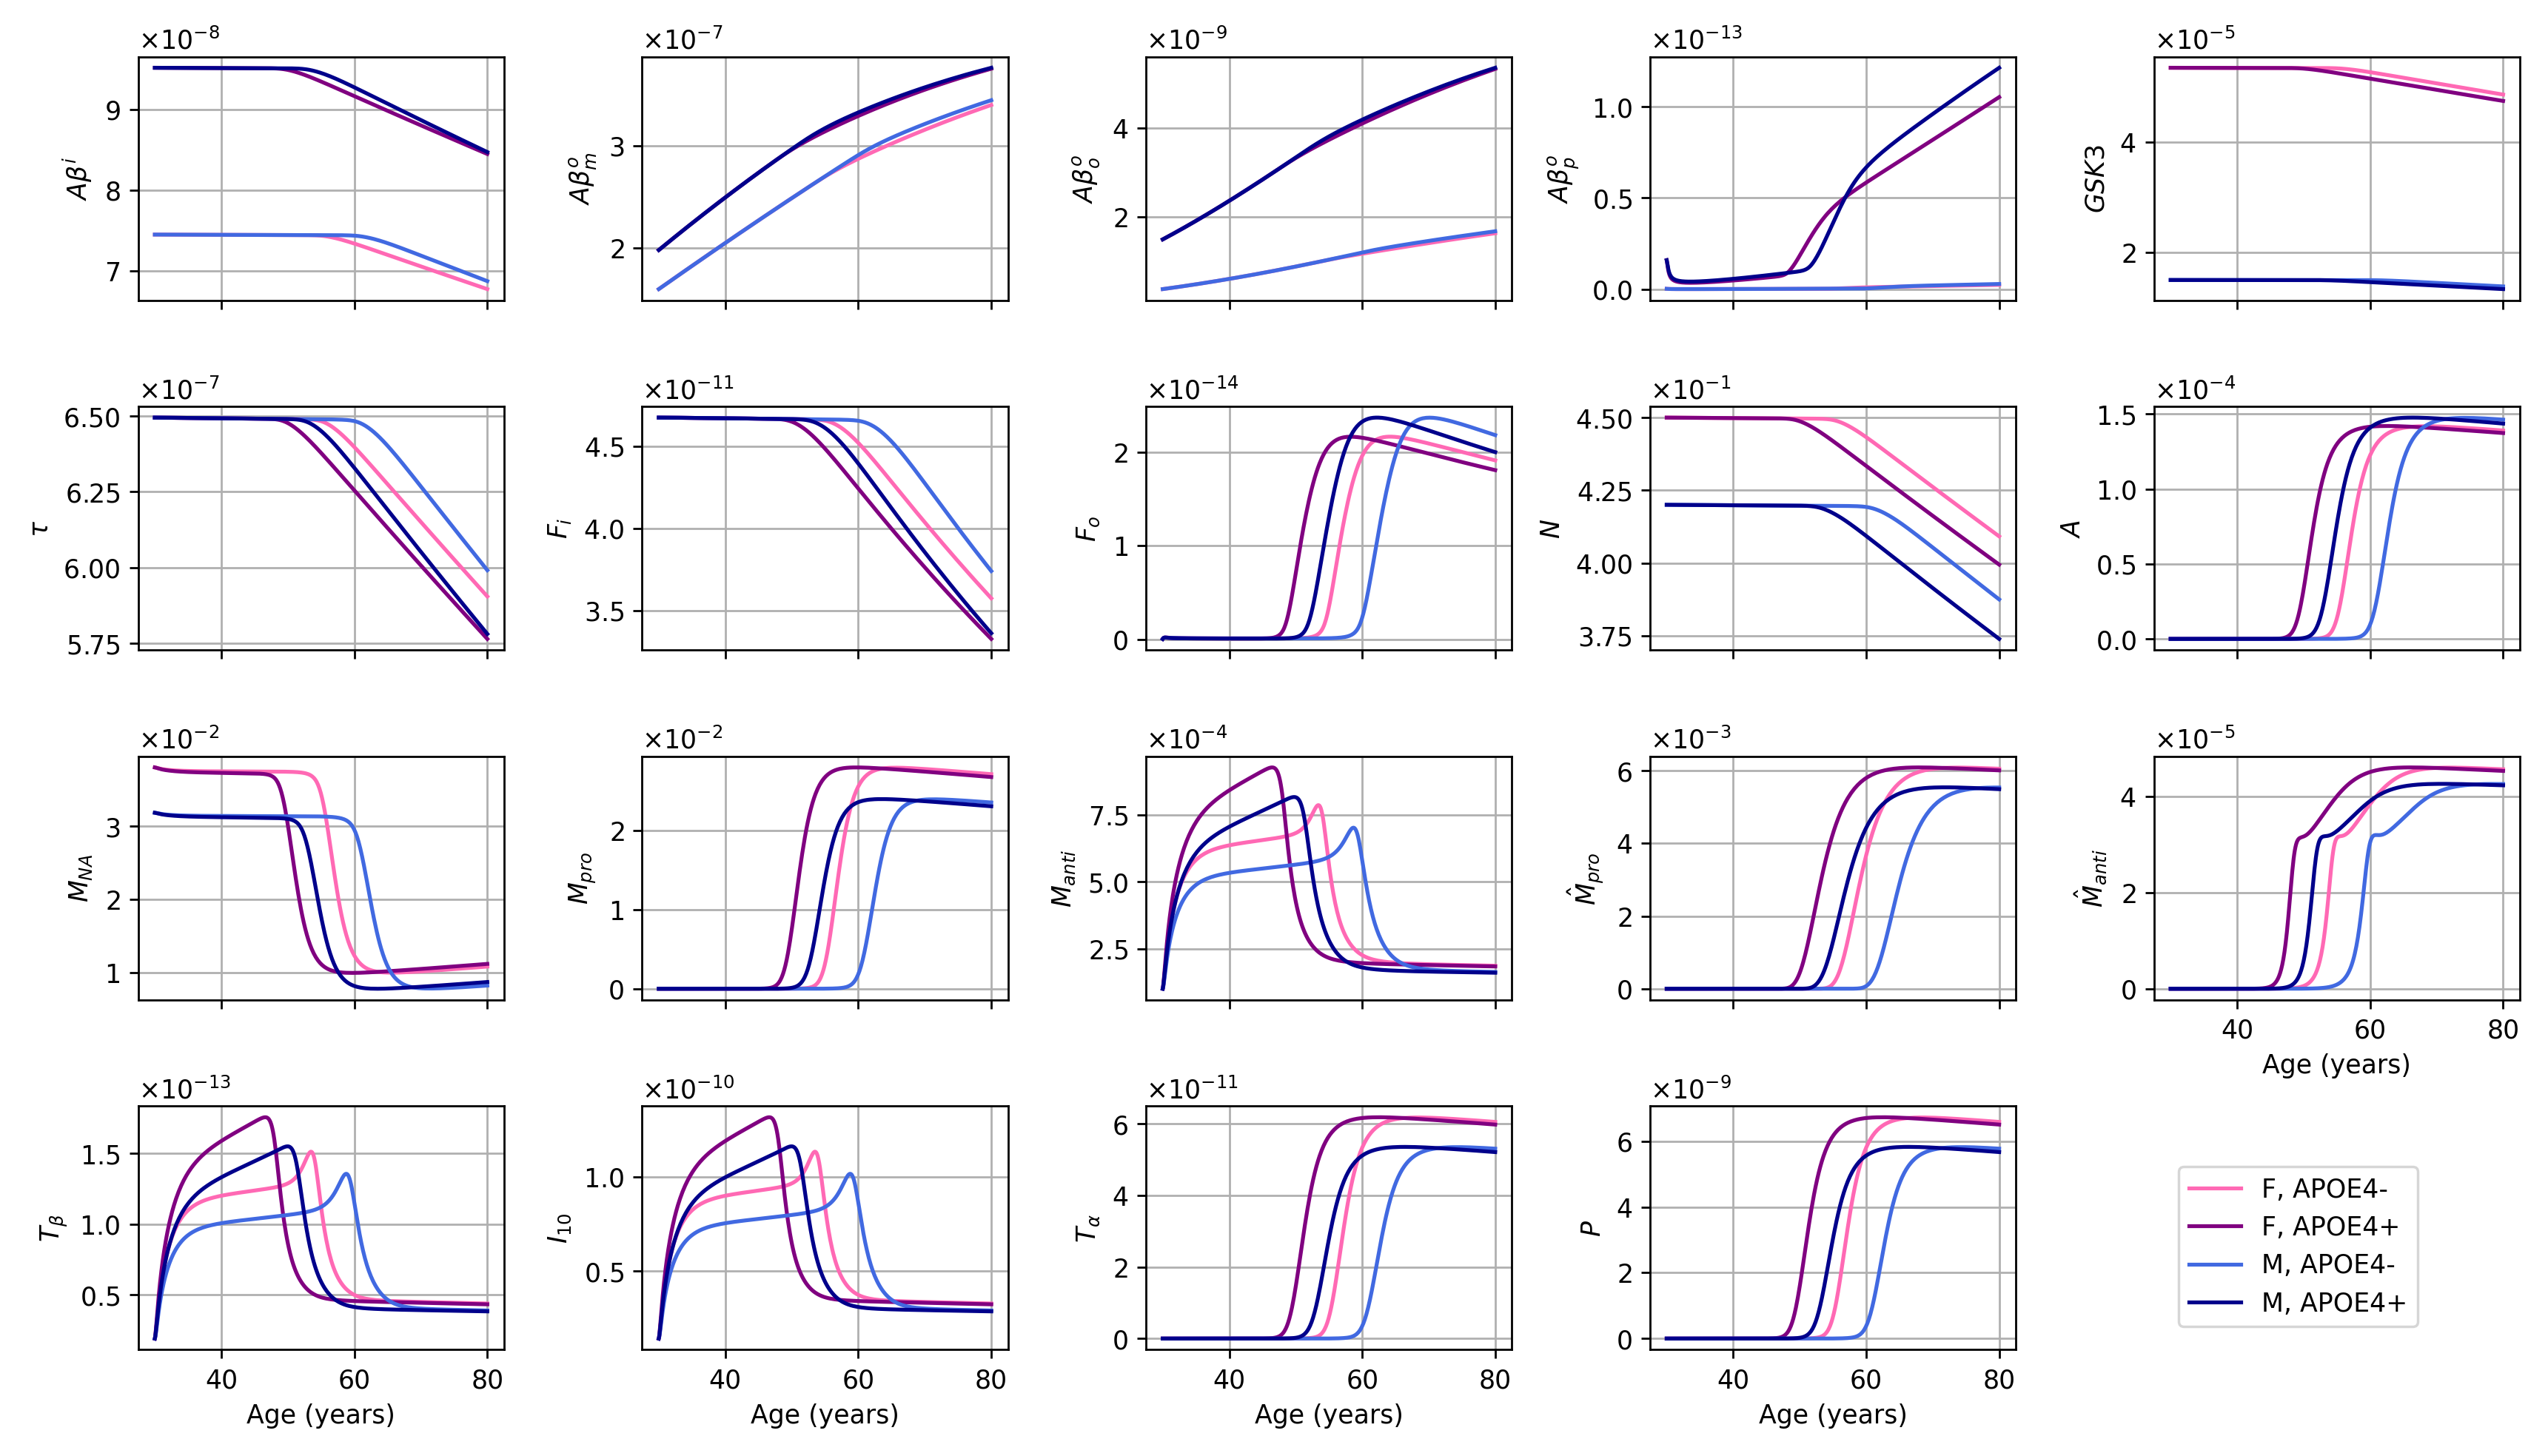 ×10⁻⁸ ×10⁻⁷ ×10⁻⁹ ×10⁻¹³ ×10⁻⁵
Aβⁱ 9 8 7
Aβₘᵒ 3 2
Aβₒᵒ 4 2
Aβₚᵒ 1.0 0.5 0.0
GSK3 4 2
×10⁻⁷ ×10⁻¹¹ ×10⁻¹⁴ ×10⁻¹ ×10⁻⁴
τ 6.50 6.25 6.00 5.75
Fᵢ 4.5 4.0 3.5
Fₒ 2 1 0
N 4.50 4.25 4.00 3.75
A 1.5 1.0 0.5 0.0
×10⁻² ×10⁻² ×10⁻⁴ ×10⁻³ ×10⁻⁵
M_NA 3 2 1
M_pro 2 1 0
M_anti 7.5 5.0 2.5
M̂_pro 6 4 2 0
M̂_anti 4 2 0
40 60 80
Age (years)
×10⁻¹³ ×10⁻¹⁰ ×10⁻¹¹ ×10⁻⁹
T_β 1.5 1.0 0.5
I₁₀ 1.0 0.5
T_α 6 4 2 0
P 6 4 2 0
F, APOE4-
F, APOE4+
M, APOE4-
M, APOE4+
40 60 80 40 60 80 40 60 80 40 60 80
Age (years) Age (years) Age (years) Age (years)